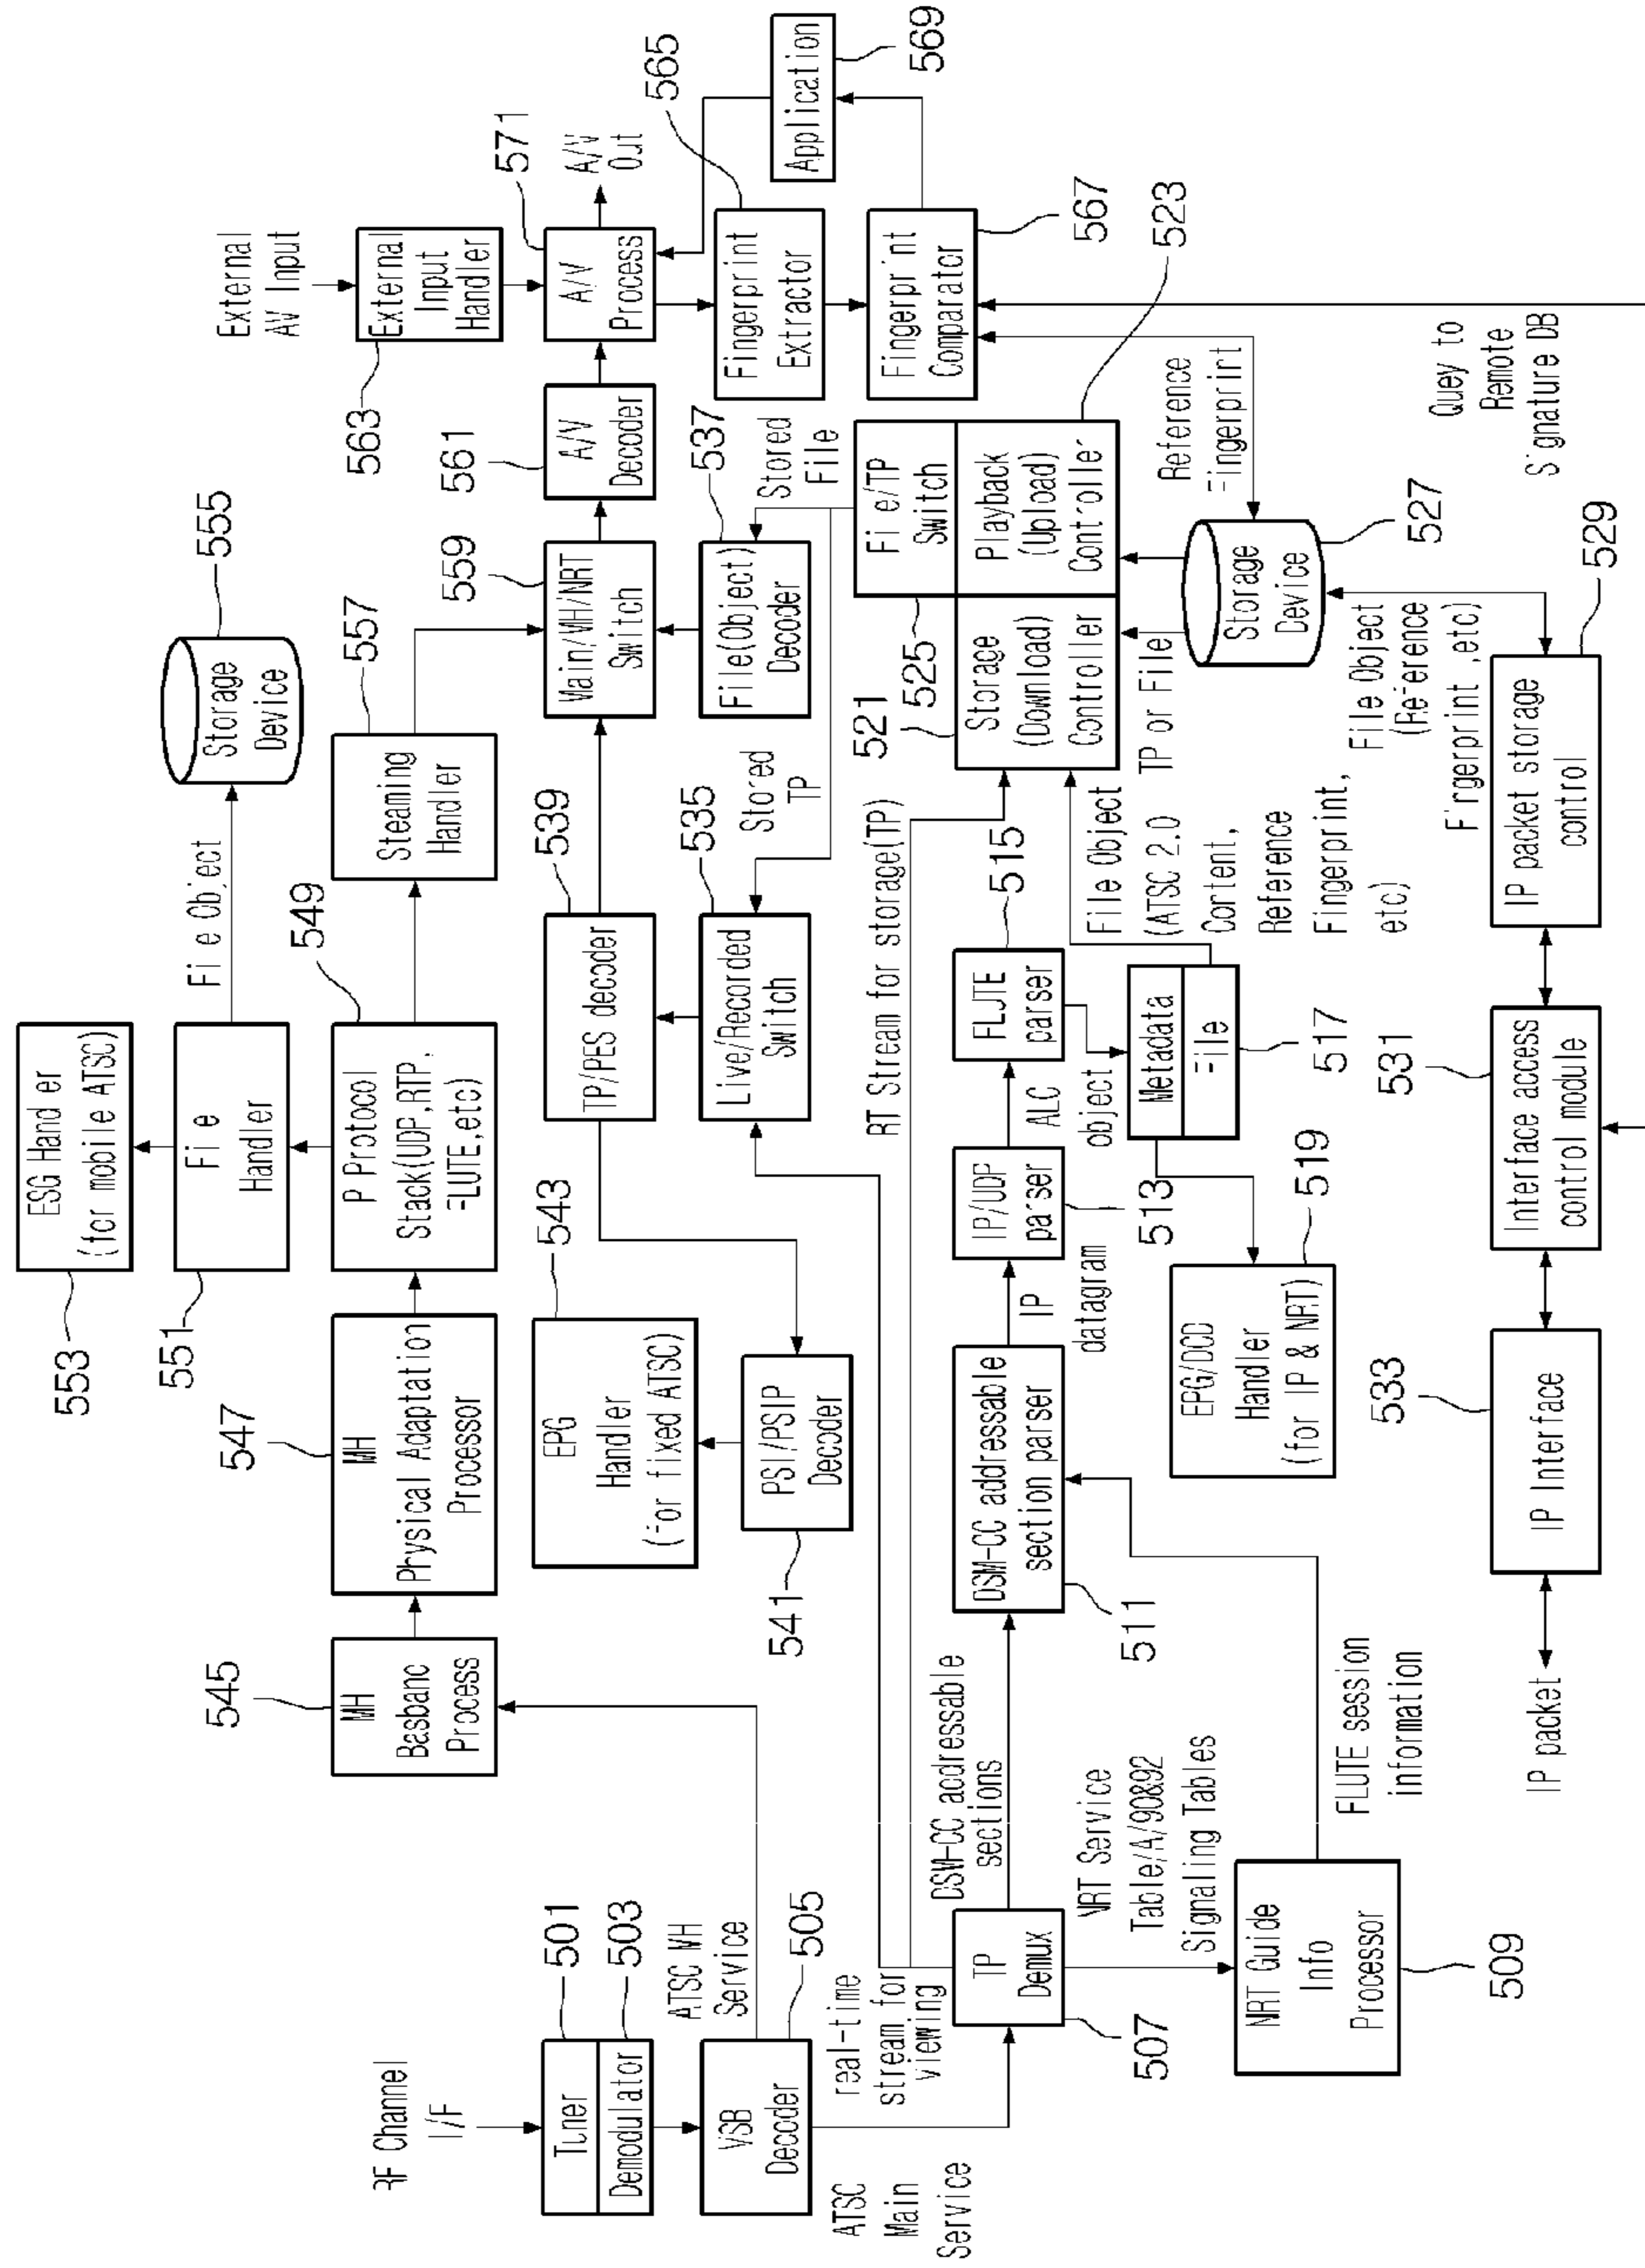 RF Channel
I/F
Tuner
501
Demodulator
503
VSB
Decoder
505
ATSC MH
Service
ATSC
Main
Service
real-time
stream for
viewing
TP
Demux
507
NRT Guide
Info
Processor
509
NRT Service
Table/A/90&92
Signaling Tables
DSM-CC addressable
sections
FLUTE session
information
DSM-CC addressable
section parser
511
IP
datagram
IP/UDP
parser
513
ALC
object
FLUTE
parser
515
Metadata
File
517
EPG/DCD
Handler
(for IP & NRT)
519
RT Stream for storage(TP)
File Object
(ATSC 2.0
Content,
Reference
Fingerprint,
etc)
Storage
(Download)
Controller
521
Fi e/TP
Switch
525
Playback
(Upload)
Controller
523
TP or File
Storage
Device
527
Reference
Fingerprint
File Object
(Reference
Fingerprint ,etc)
IP packet storage
control
529
Interface access
control module
531
IP Interface
533
IP packet
Quey to
Remote
Signature DB
Live/Recorded
Switch
535
Stored
TP
Stored
File
File(Object)
Decoder
537
TP/PES decoder
539
PSI/PSIP
Decoder
541
EPG
Handler
(for fixed ATSC)
543
MH
Basbanc
Process
545
MH
Physical Adaptation
Processor
547
P Protocol
Stack(UDP,RTP,
FLUTE,etc)
549
Fi e
Handler
551
ESG Hand er
(for mobile ATSC)
553
Fi e Object
Storage
Device
555
Steaming
Handler
557
Main/MH/NRT
Switch
559
A/V
Decoder
561
External
AV Input
External
Input
Handler
563
A/V
Process
571
A/V
Out
Fingerprint
Extractor
565
Fingerprint
Comparator
567
Application
569